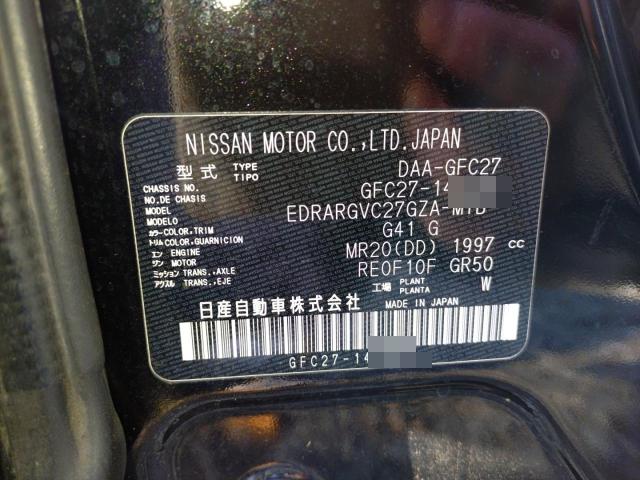 NISSAN MOTOR CO.,LTD.JAPAN
型式 TYPE TIPO DAA-GFC27
CHASSIS NO. NO.DE CHASIS GFC27-14
MODEL MODELO EDRARGVC27GZA-
カラー COLOR,TRIM トリム COLOR,GUARNICION G41 G
エンジン ENGINE MOTOR MR20(DD) 1997 CC
ミッション TRANS.,AXLE アクスル TRANS.,EJE RE0F10F GR50
工場 PLANT PLANTA W
日産自動車株式会社 MADE IN JAPAN
GFC27-14